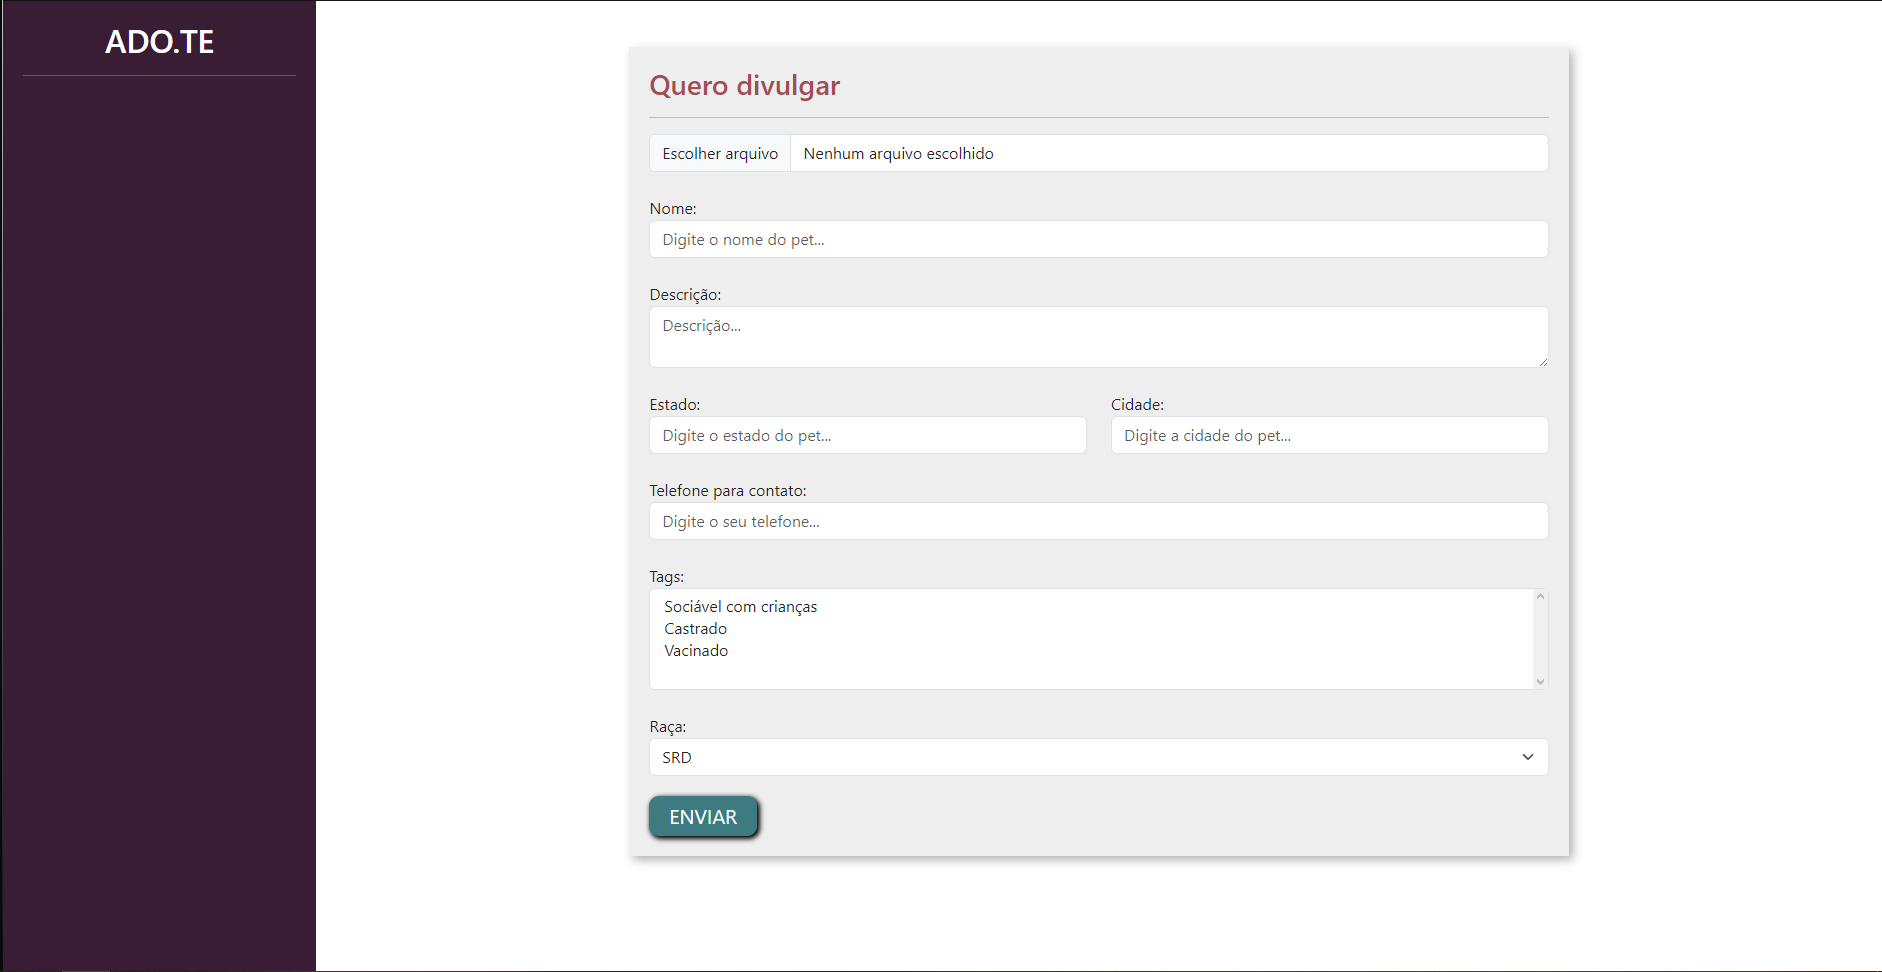 ADO.TE
Quero divulgar
Escolher arquivo Nenhum arquivo escolhido
Nome:
Digite o nome do pet...
Descrição:
Descrição...
Estado: Cidade:
Digite o estado do pet... Digite a cidade do pet...
Telefone para contato:
Digite o seu telefone...
Tags:
Sociável com crianças
Castrado
Vacinado
Raça:
SRD
ENVIAR